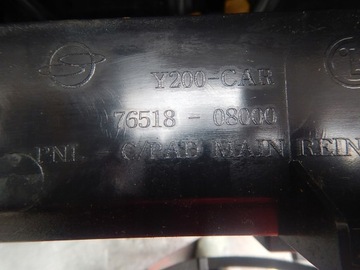 Y200-CAR
76518 - 08000
PNL - C/PAD MAIN REIN